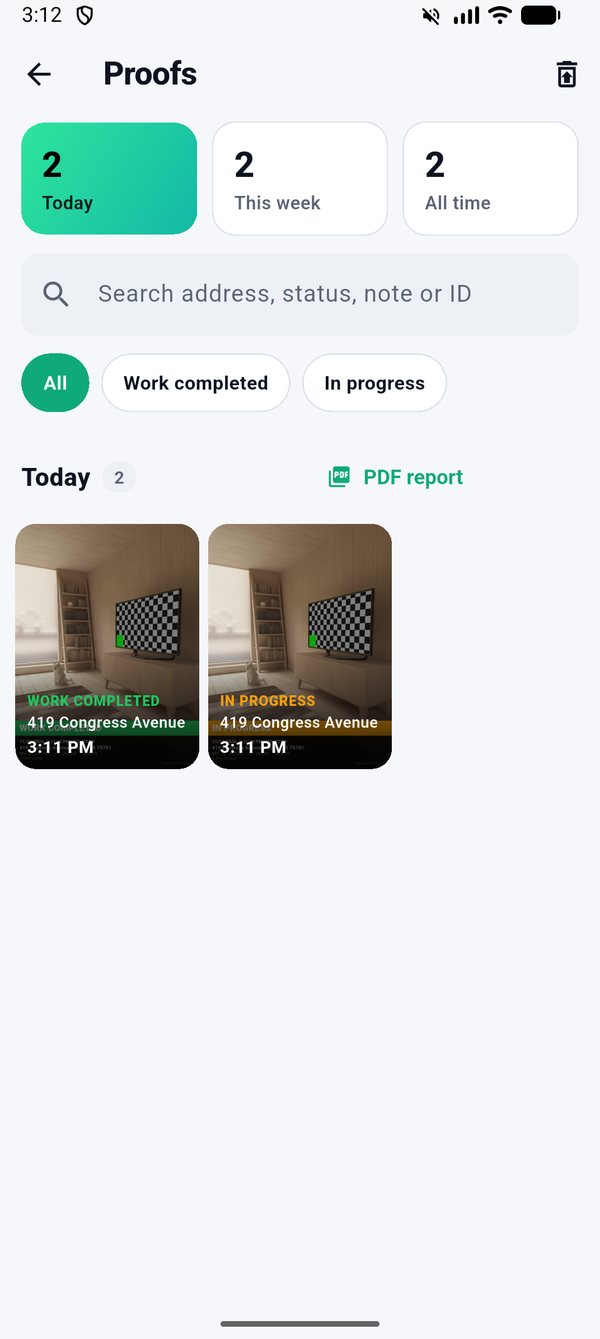 3:12
Proofs
2
Today
2
This week
2
All time
Search address, status, note or ID
All
Work completed
In progress
Today 2
PDF PDF report
WORK COMPLETED
419 Congress Avenue
3:11 PM
IN PROGRESS
419 Congress Avenue
3:11 PM